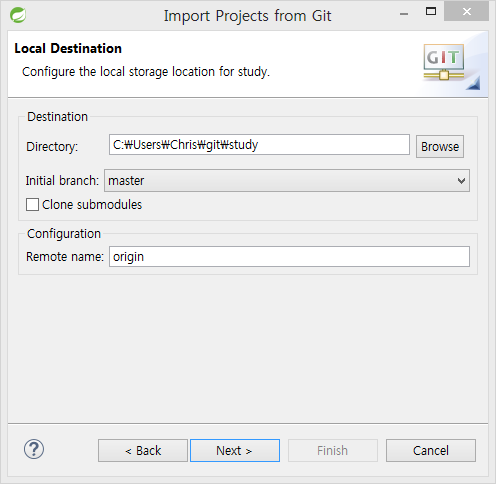 Import Projects from Git
Local Destination
Configure the local storage location for study.
GIT
Destination
Directory: C:₩Users₩Chris₩git₩study Browse
Initial branch: master
Clone submodules
Configuration
Remote name: origin
? < Back Next > Finish Cancel